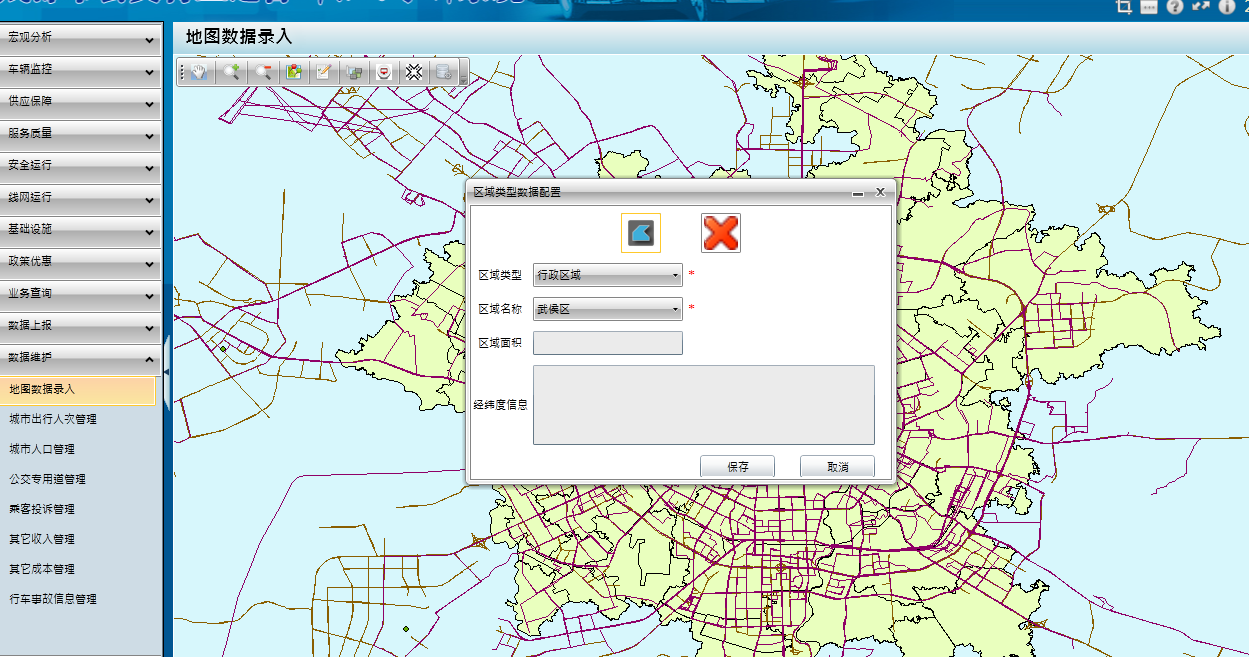 宏观分析
车辆监控
供应保障
服务质量
安全运行
线网运行
基础设施
政策优惠
业务查询
数据上报
数据维护
地图数据录入
城市出行人次管理
城市人口管理
公交专用道管理
乘客投诉管理
其它收入管理
其它成本管理
行车事故信息管理
地图数据录入
区域类型数据配置
区域类型 行政区域 *
区域名称 武侯区 *
区域面积
经纬度信息
保存 取消